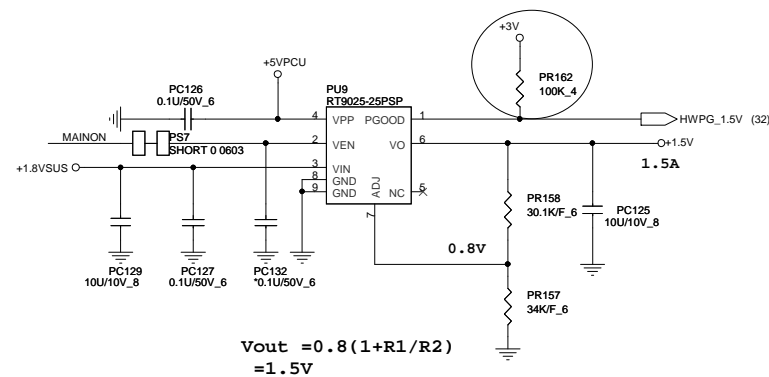 +3V
+5VPCU
PC126
0.1U/50V_6
PU9
RT9025-25PSP
PR162
100K_4
4 VPP PGOOD 1
HWPG_1.5V (32)
MAINON
PS7
SHORT 0 0603
2 VEN VO 6
+1.5V
1.5A
+1.8VSUS
3 VIN
8 GND
9 GND
ADJ
NC 5
7
PR158
30.1K/F_6
PC125
10U/10V_8
0.8V
PC129
10U/10V_8
PC127
0.1U/50V_6
PC132
*0.1U/50V_6
PR157
34K/F_6
Vout =0.8(1+R1/R2)
=1.5V